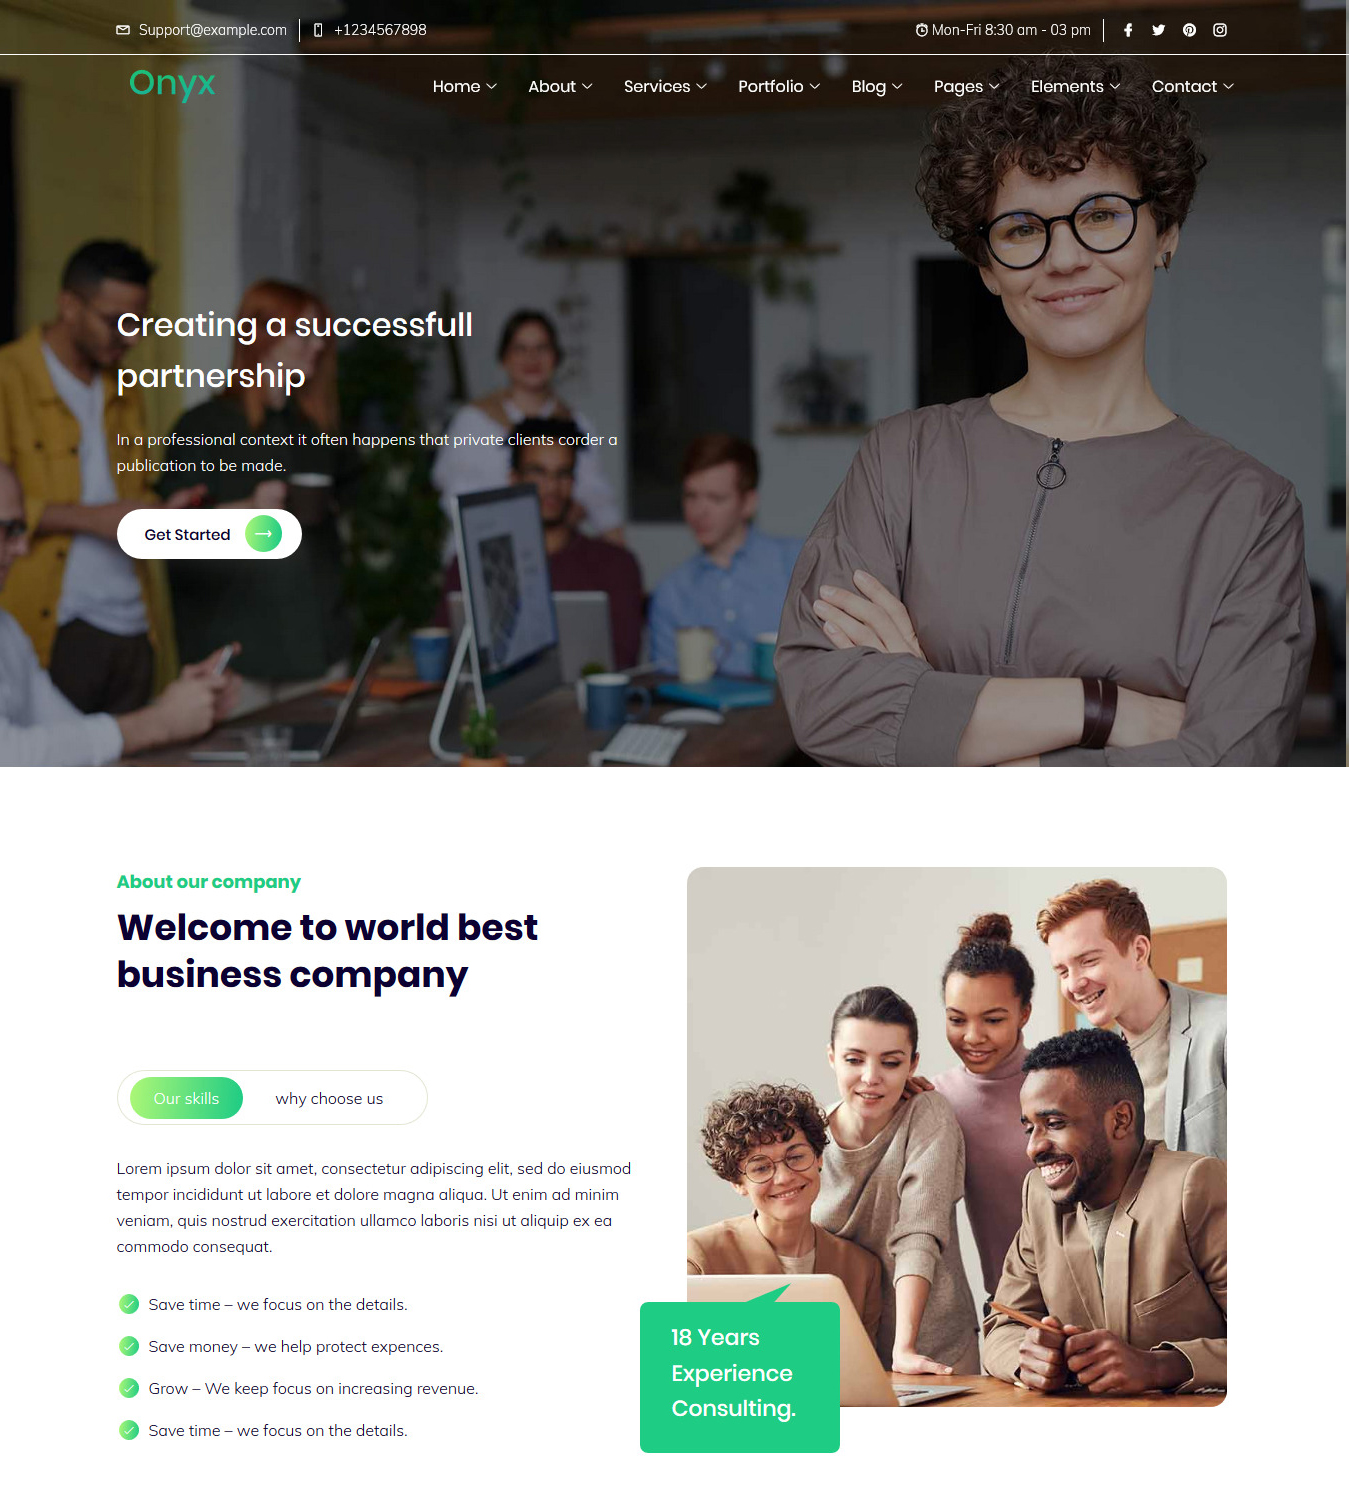 Support@example.com
+1234567898
Mon-Fri 8:30 am - 03 pm
Onyx
Home
About
Services
Portfolio
Blog
Pages
Elements
Contact
Creating a successfull
partnership
In a professional context it often happens that private clients corder a
publication to be made.
Get Started
About our company
Welcome to world best
business company
Our skills
why choose us
Lorem ipsum dolor sit amet, consectetur adipiscing elit, sed do eiusmod
tempor incididunt ut labore et dolore magna aliqua. Ut enim ad minim
veniam, quis nostrud exercitation ullamco laboris nisi ut aliquip ex ea
commodo consequat.
Save time – we focus on the details.
Save money – we help protect expences.
Grow – We keep focus on increasing revenue.
Save time – we focus on the details.
18 Years
Experience
Consulting.